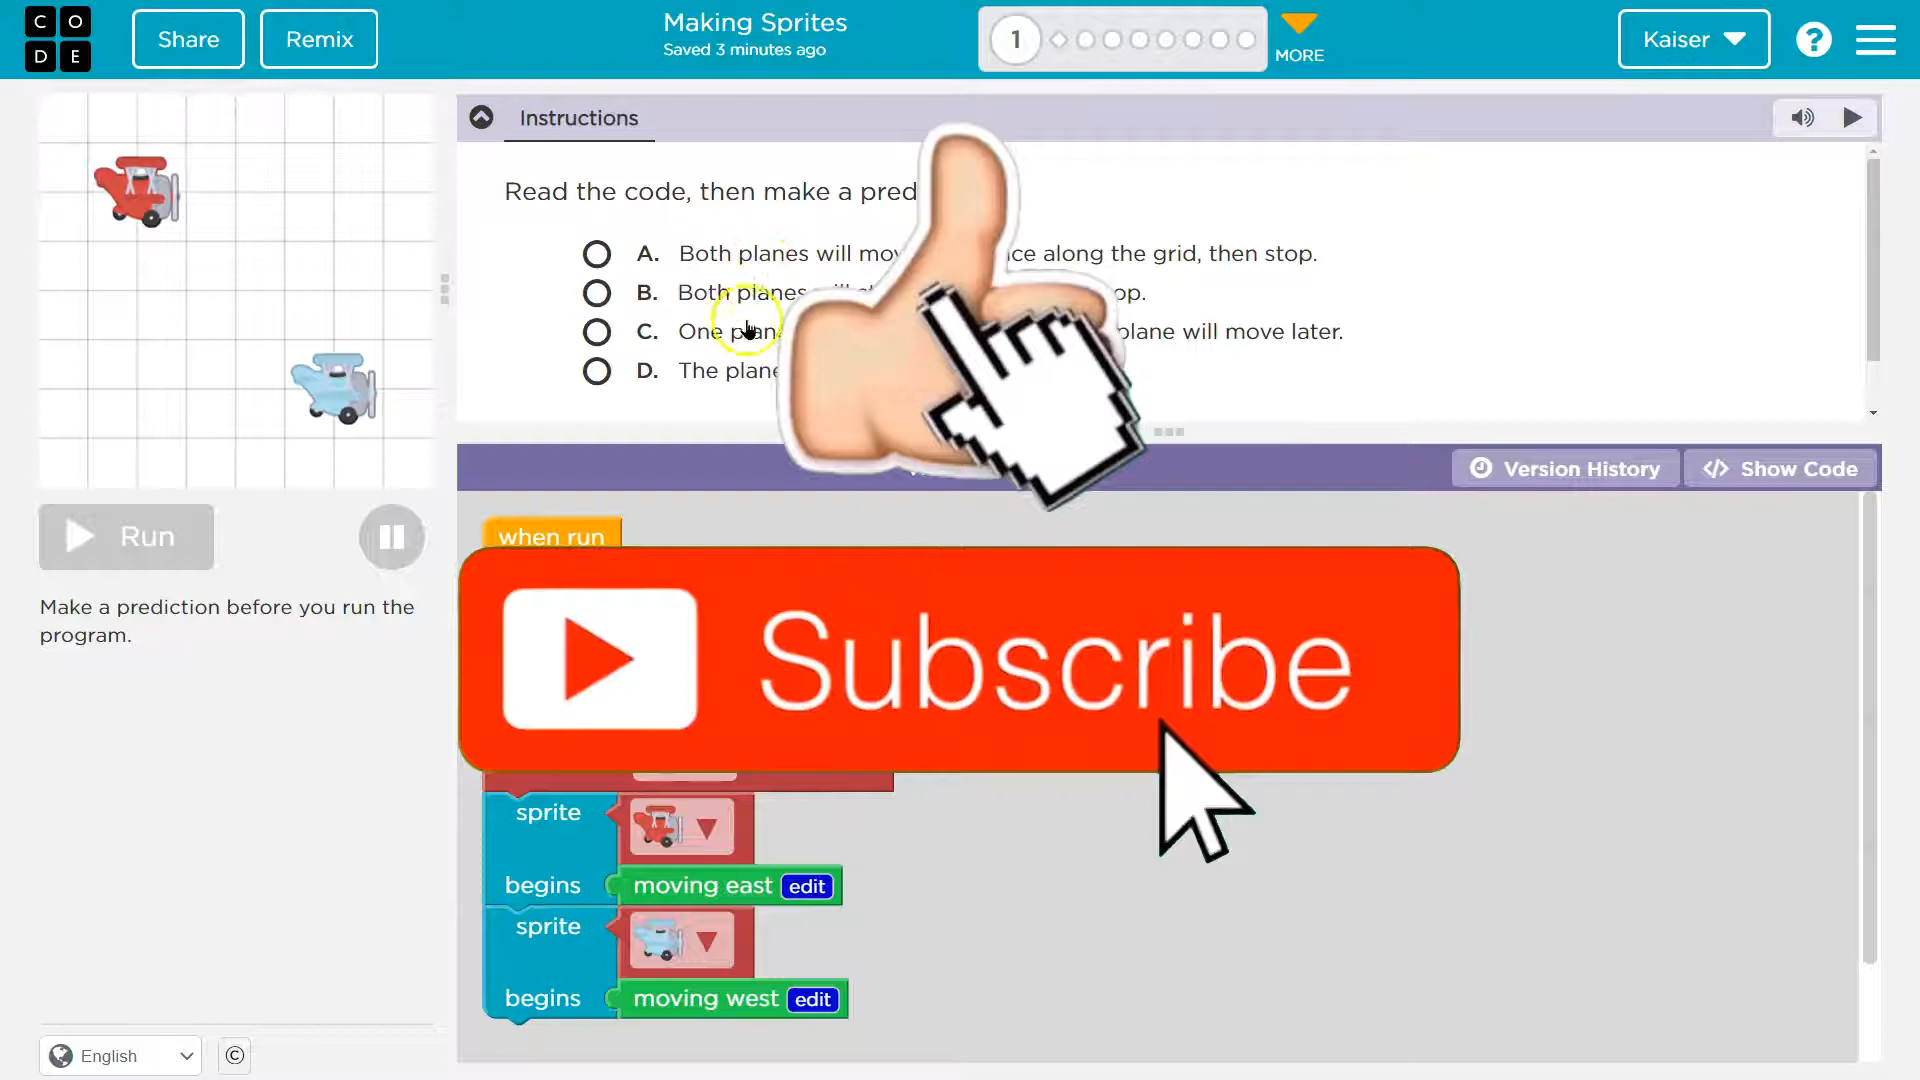 CO
DE
Share
Remix
Making Sprites
Saved 3 minutes ago
1
MORE
Kaiser
?
Instructions
Read the code, then make a pred
A. Both planes will mov ce along the grid, then stop.
B. Both planes op.
C. One plane plane will move later.
D. The plane
Version History
</> Show Code
Run
Make a prediction before you run the
program.
when run
Subscribe
sprite
begins moving east edit
sprite
begins moving west edit
English
©